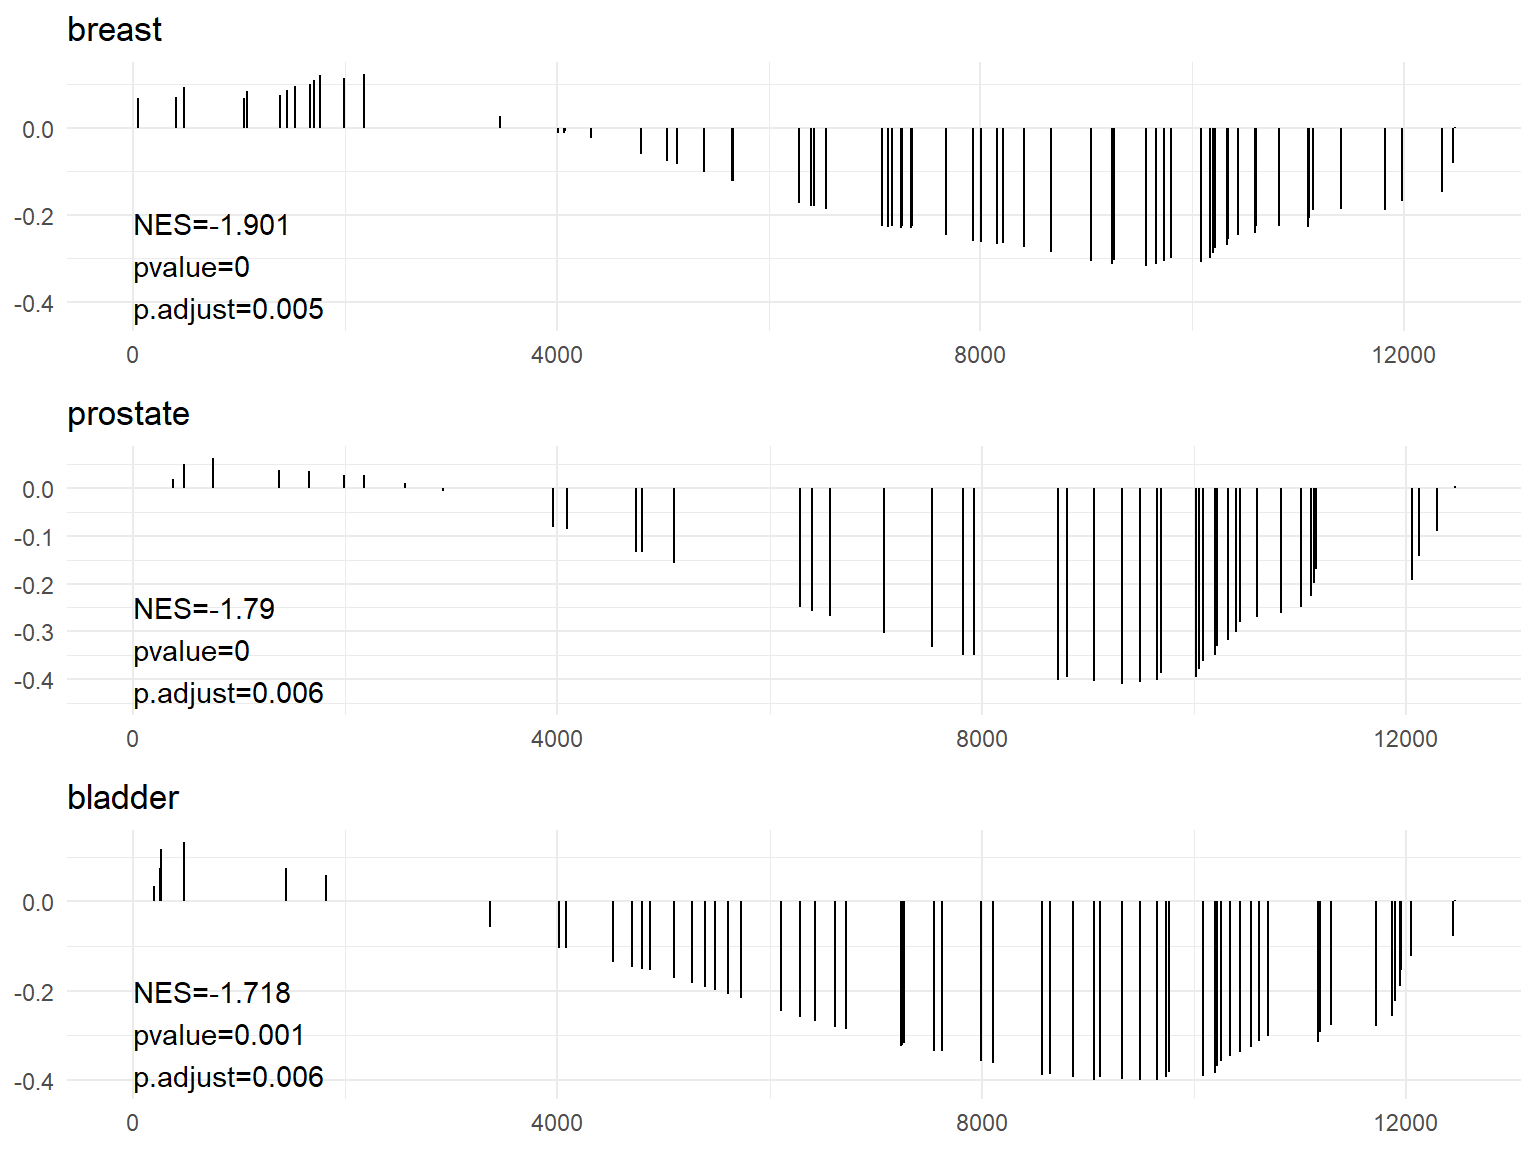 breast
0.0
-0.2
-0.4
NES=-1.901
pvalue=0
p.adjust=0.005
0 4000 8000 12000
prostate
0.0
-0.1
-0.2
-0.3
-0.4
NES=-1.79
pvalue=0
p.adjust=0.006
0 4000 8000 12000
bladder
0.0
-0.2
-0.4
NES=-1.718
pvalue=0.001
p.adjust=0.006
0 4000 8000 12000